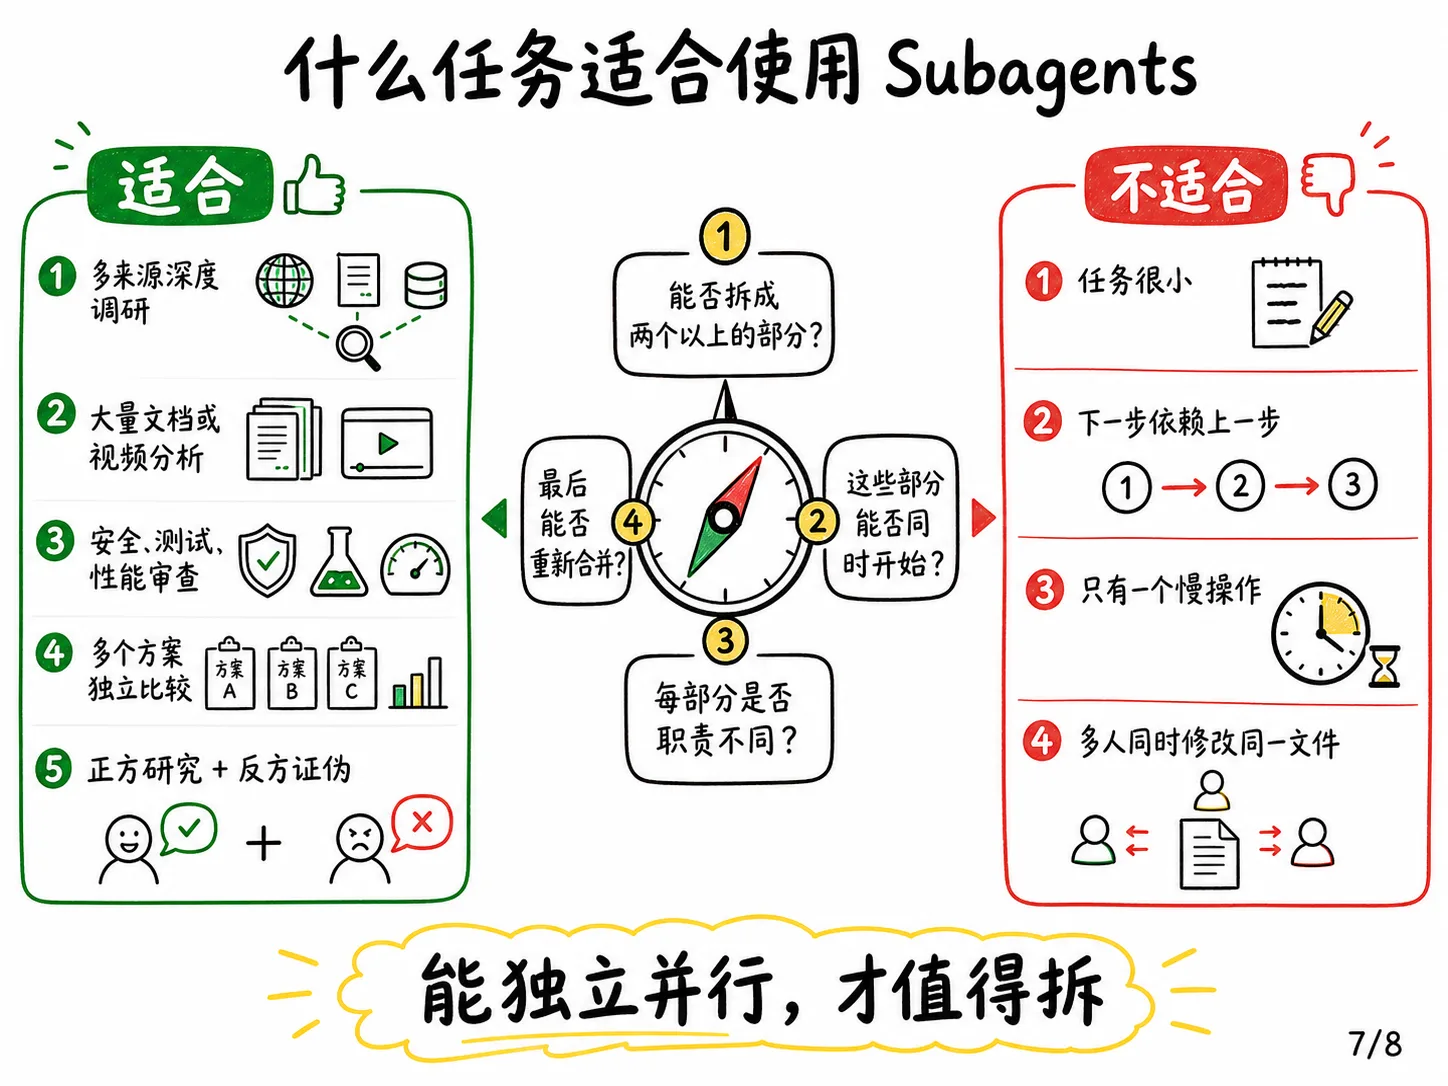 什么任务适合使用 Subagents
适合
1 多来源深度
调研
2 大量文档或
视频分析
3 安全、测试,
性能审查
4 多个方案
独立比较
方案
A
方案
B
方案
C
5 正方研究 + 反方证伪
1
能否拆成
两个以上的部分?
2
这些部分
能否同
时开始?
3
每部分是否
职责不同?
4
最后
能否
重新合并?
不适合
1 任务很小
2 下一步依赖上一步
1 2 3
3 只有一个慢操作
4 多人同时修改同一文件
能独立并行，才值得拆
7/8